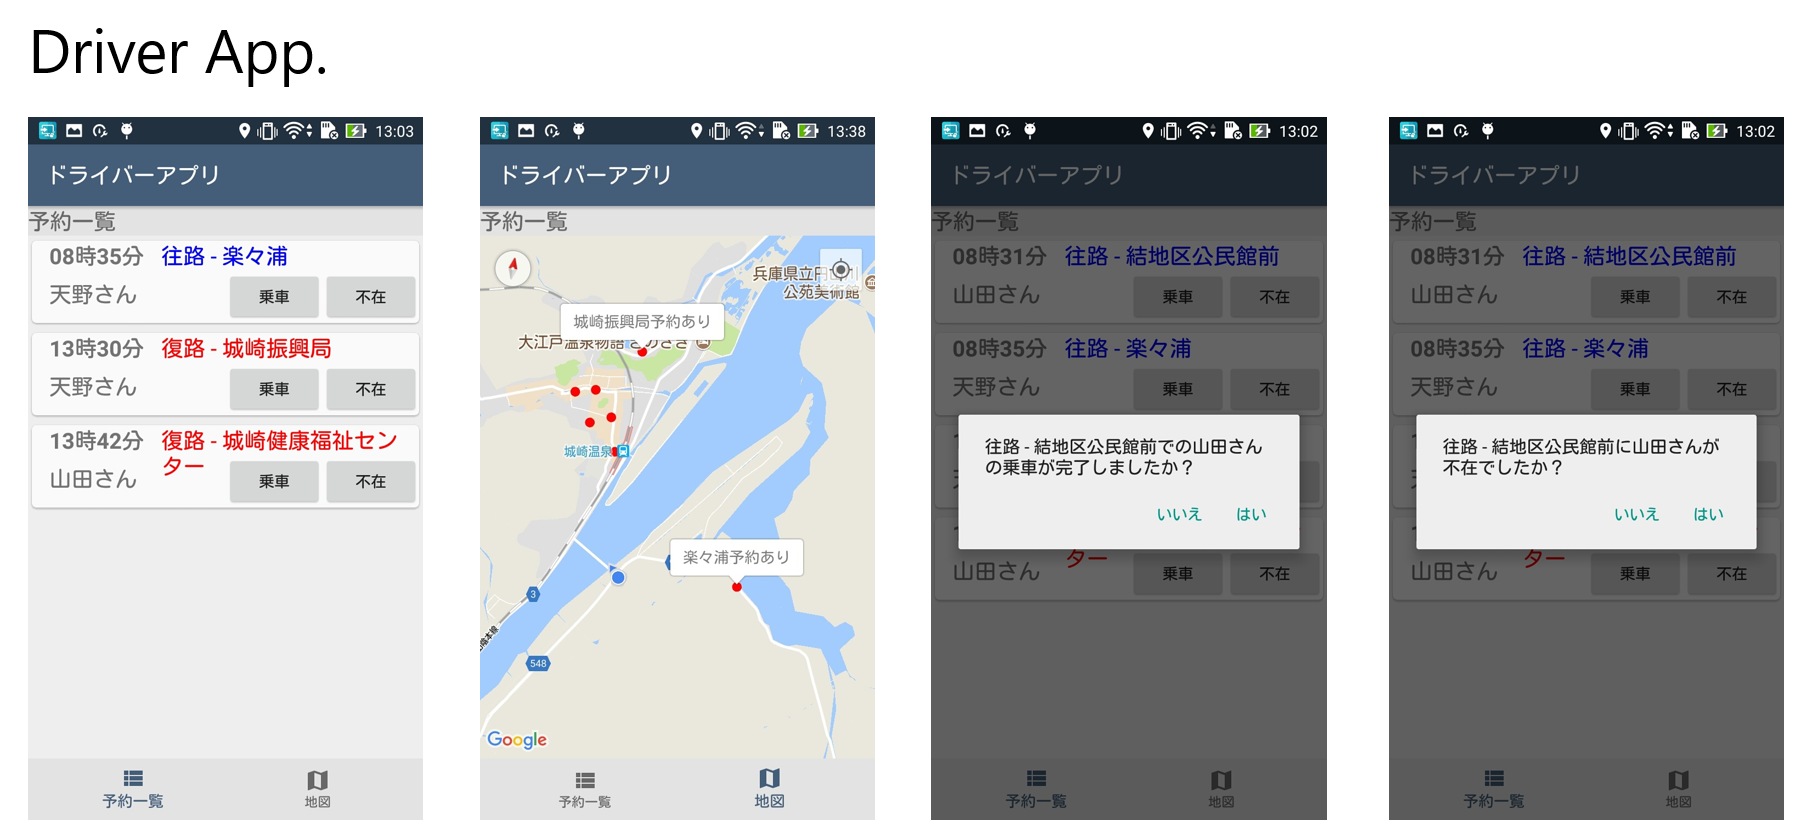 Driver App.
13:03
ドライバーアプリ
予約一覧
08時35分 往路 - 楽々浦
天野さん 乗車 不在
13時30分 復路 - 城崎振興局
天野さん 乗車 不在
13時42分 復路 - 城崎健康福祉セン
ター
山田さん 乗車 不在
予約一覧 地図
13:38
ドライバーアプリ
予約一覧
兵庫県立円山川
公苑美術館
城崎振興局予約あり
大江戸温泉物語 きのさき
城崎温泉
楽々浦予約あり
3
548
Google
予約一覧 地図
13:02
ドライバーアプリ
予約一覧
08時31分 往路 - 結地区公民館前
山田さん 乗車 不在
08時35分 往路 - 楽々浦
天野さん 乗車 不在
往路 - 結地区公民館前での山田さん
の乗車が完了しましたか？
いいえ はい
ター
山田さん 乗車 不在
予約一覧 地図
13:02
ドライバーアプリ
予約一覧
08時31分 往路 - 結地区公民館前
山田さん 乗車 不在
08時35分 往路 - 楽々浦
天野さん 乗車 不在
往路 - 結地区公民館前に山田さんが
不在でしたか？
いいえ はい
ター
山田さん 乗車 不在
予約一覧 地図